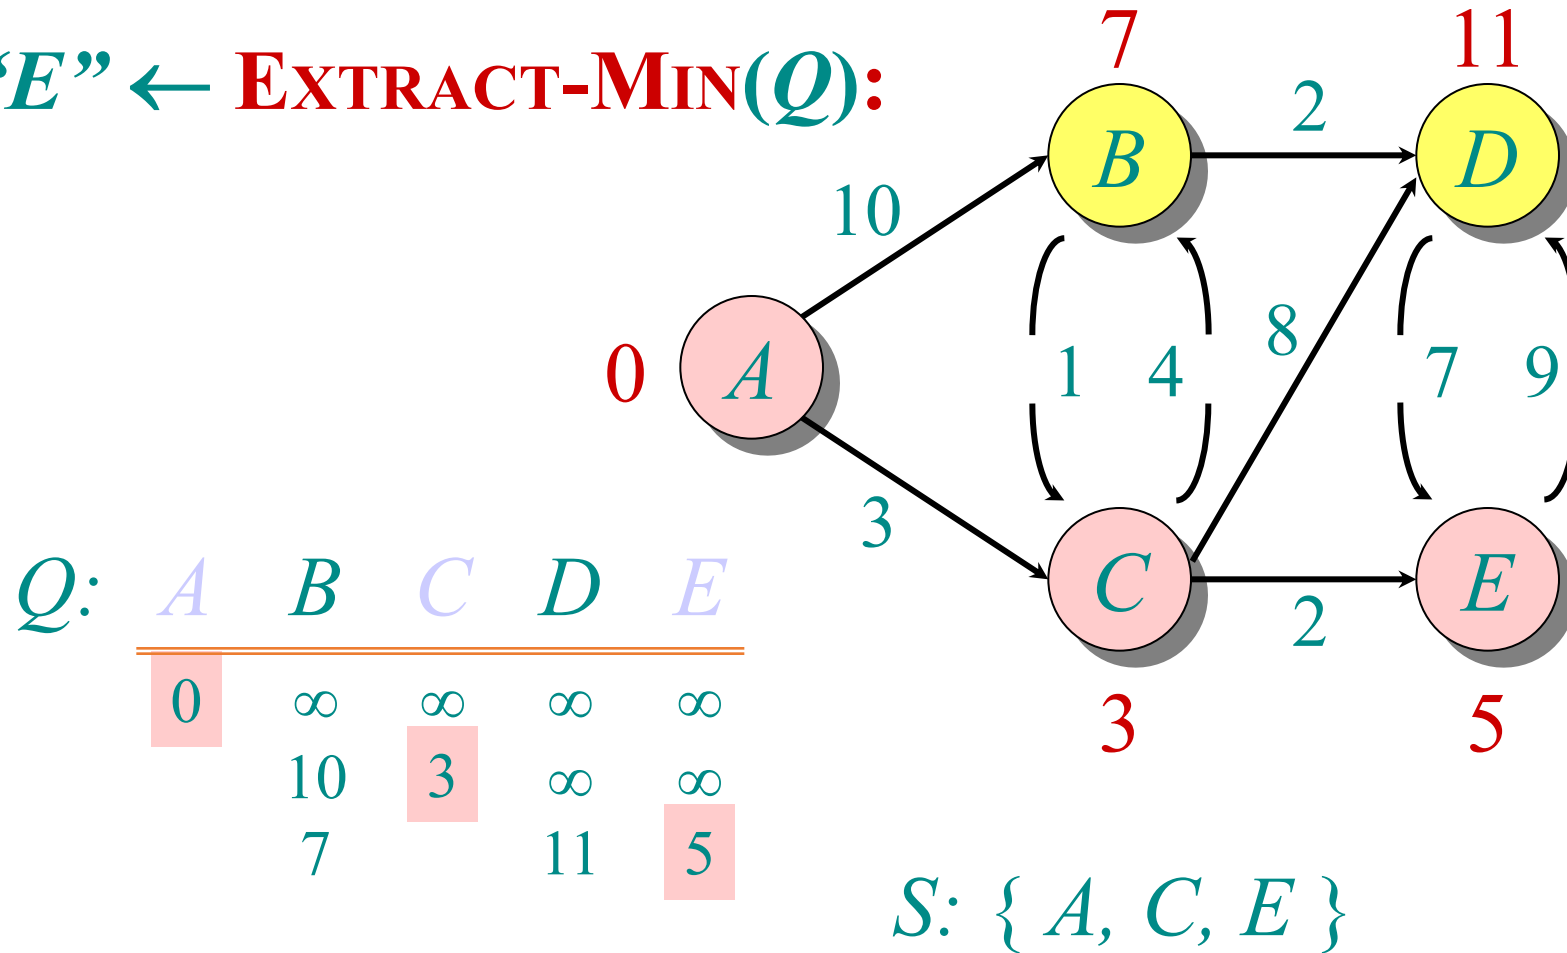 “E” ← EXTRACT-MIN(Q):
7
11
B
2
D
10
8
0
A
1
4
7
9
3
C
2
E
3
5
Q: A B C D E
0 ∞ ∞ ∞ ∞
10 3 ∞ ∞
7 11 5
S: { A, C, E }